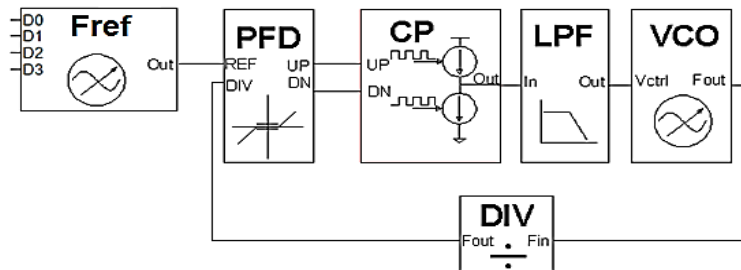 D0
D1
D2
D3
Fref
Out
PFD
REF
DIV
UP
DN
CP
UP
DN
Out
LPF
In
Out
VCO
Vctrl
Fout
DIV
Fout
Fin